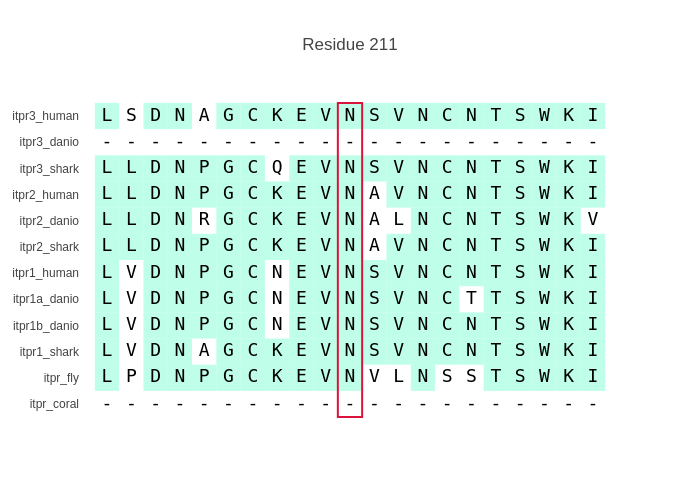 Residue 211
itpr3_human L S D N A G C K E V N S V N C N T S W K I
itpr3_danio - - - - - - - - - - - - - - - - - - - - -
itpr3_shark L L D N P G C Q E V N S V N C N T S W K I
itpr2_human L L D N P G C K E V N A V N C N T S W K I
itpr2_danio L L D N R G C K E V N A L N C N T S W K V
itpr2_shark L L D N P G C K E V N A V N C N T S W K I
itpr1_human L V D N P G C N E V N S V N C N T S W K I
itpr1a_danio L V D N P G C N E V N S V N C T T S W K I
itpr1b_danio L V D N P G C N E V N S V N C N T S W K I
itpr1_shark L V D N A G C K E V N S V N C N T S W K I
itpr_fly L P D N P G C K E V N V L N S S T S W K I
itpr_coral - - - - - - - - - - - - - - - - - - - - -